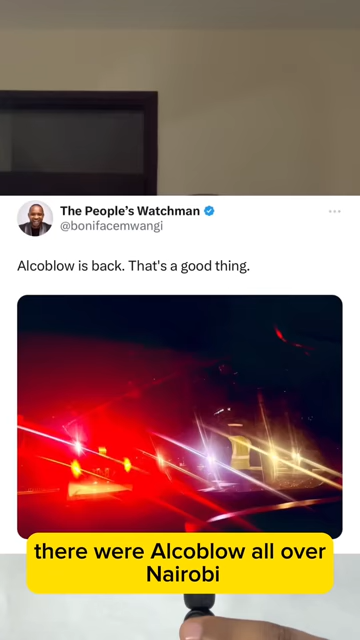 The People's Watchman
@bonifacemwangi
Alcoblow is back. That's a good thing.
there were Alcoblow all over
Nairobi